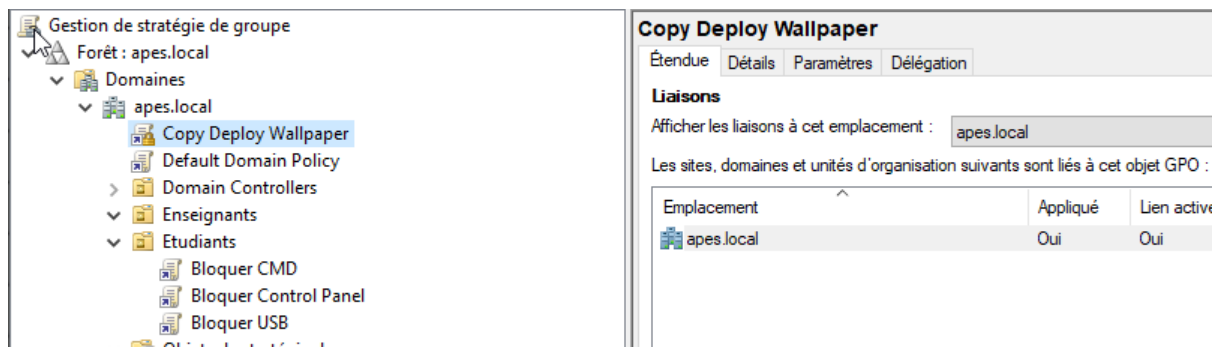 Gestion de stratégie de groupe
Forêt : apes.local
Domaines
apes.local
Copy Deploy Wallpaper
Default Domain Policy
Domain Controllers
Enseignants
Etudiants
Bloquer CMD
Bloquer Control Panel
Bloquer USB
Copy Deploy Wallpaper
Étendue Détails Paramètres Délégation
Liaisons
Afficher les liaisons à cet emplacement : apes.local
Les sites, domaines et unités d'organisation suivants sont liés à cet objet GPO :
Emplacement Appliqué Lien active
apes.local Oui Oui